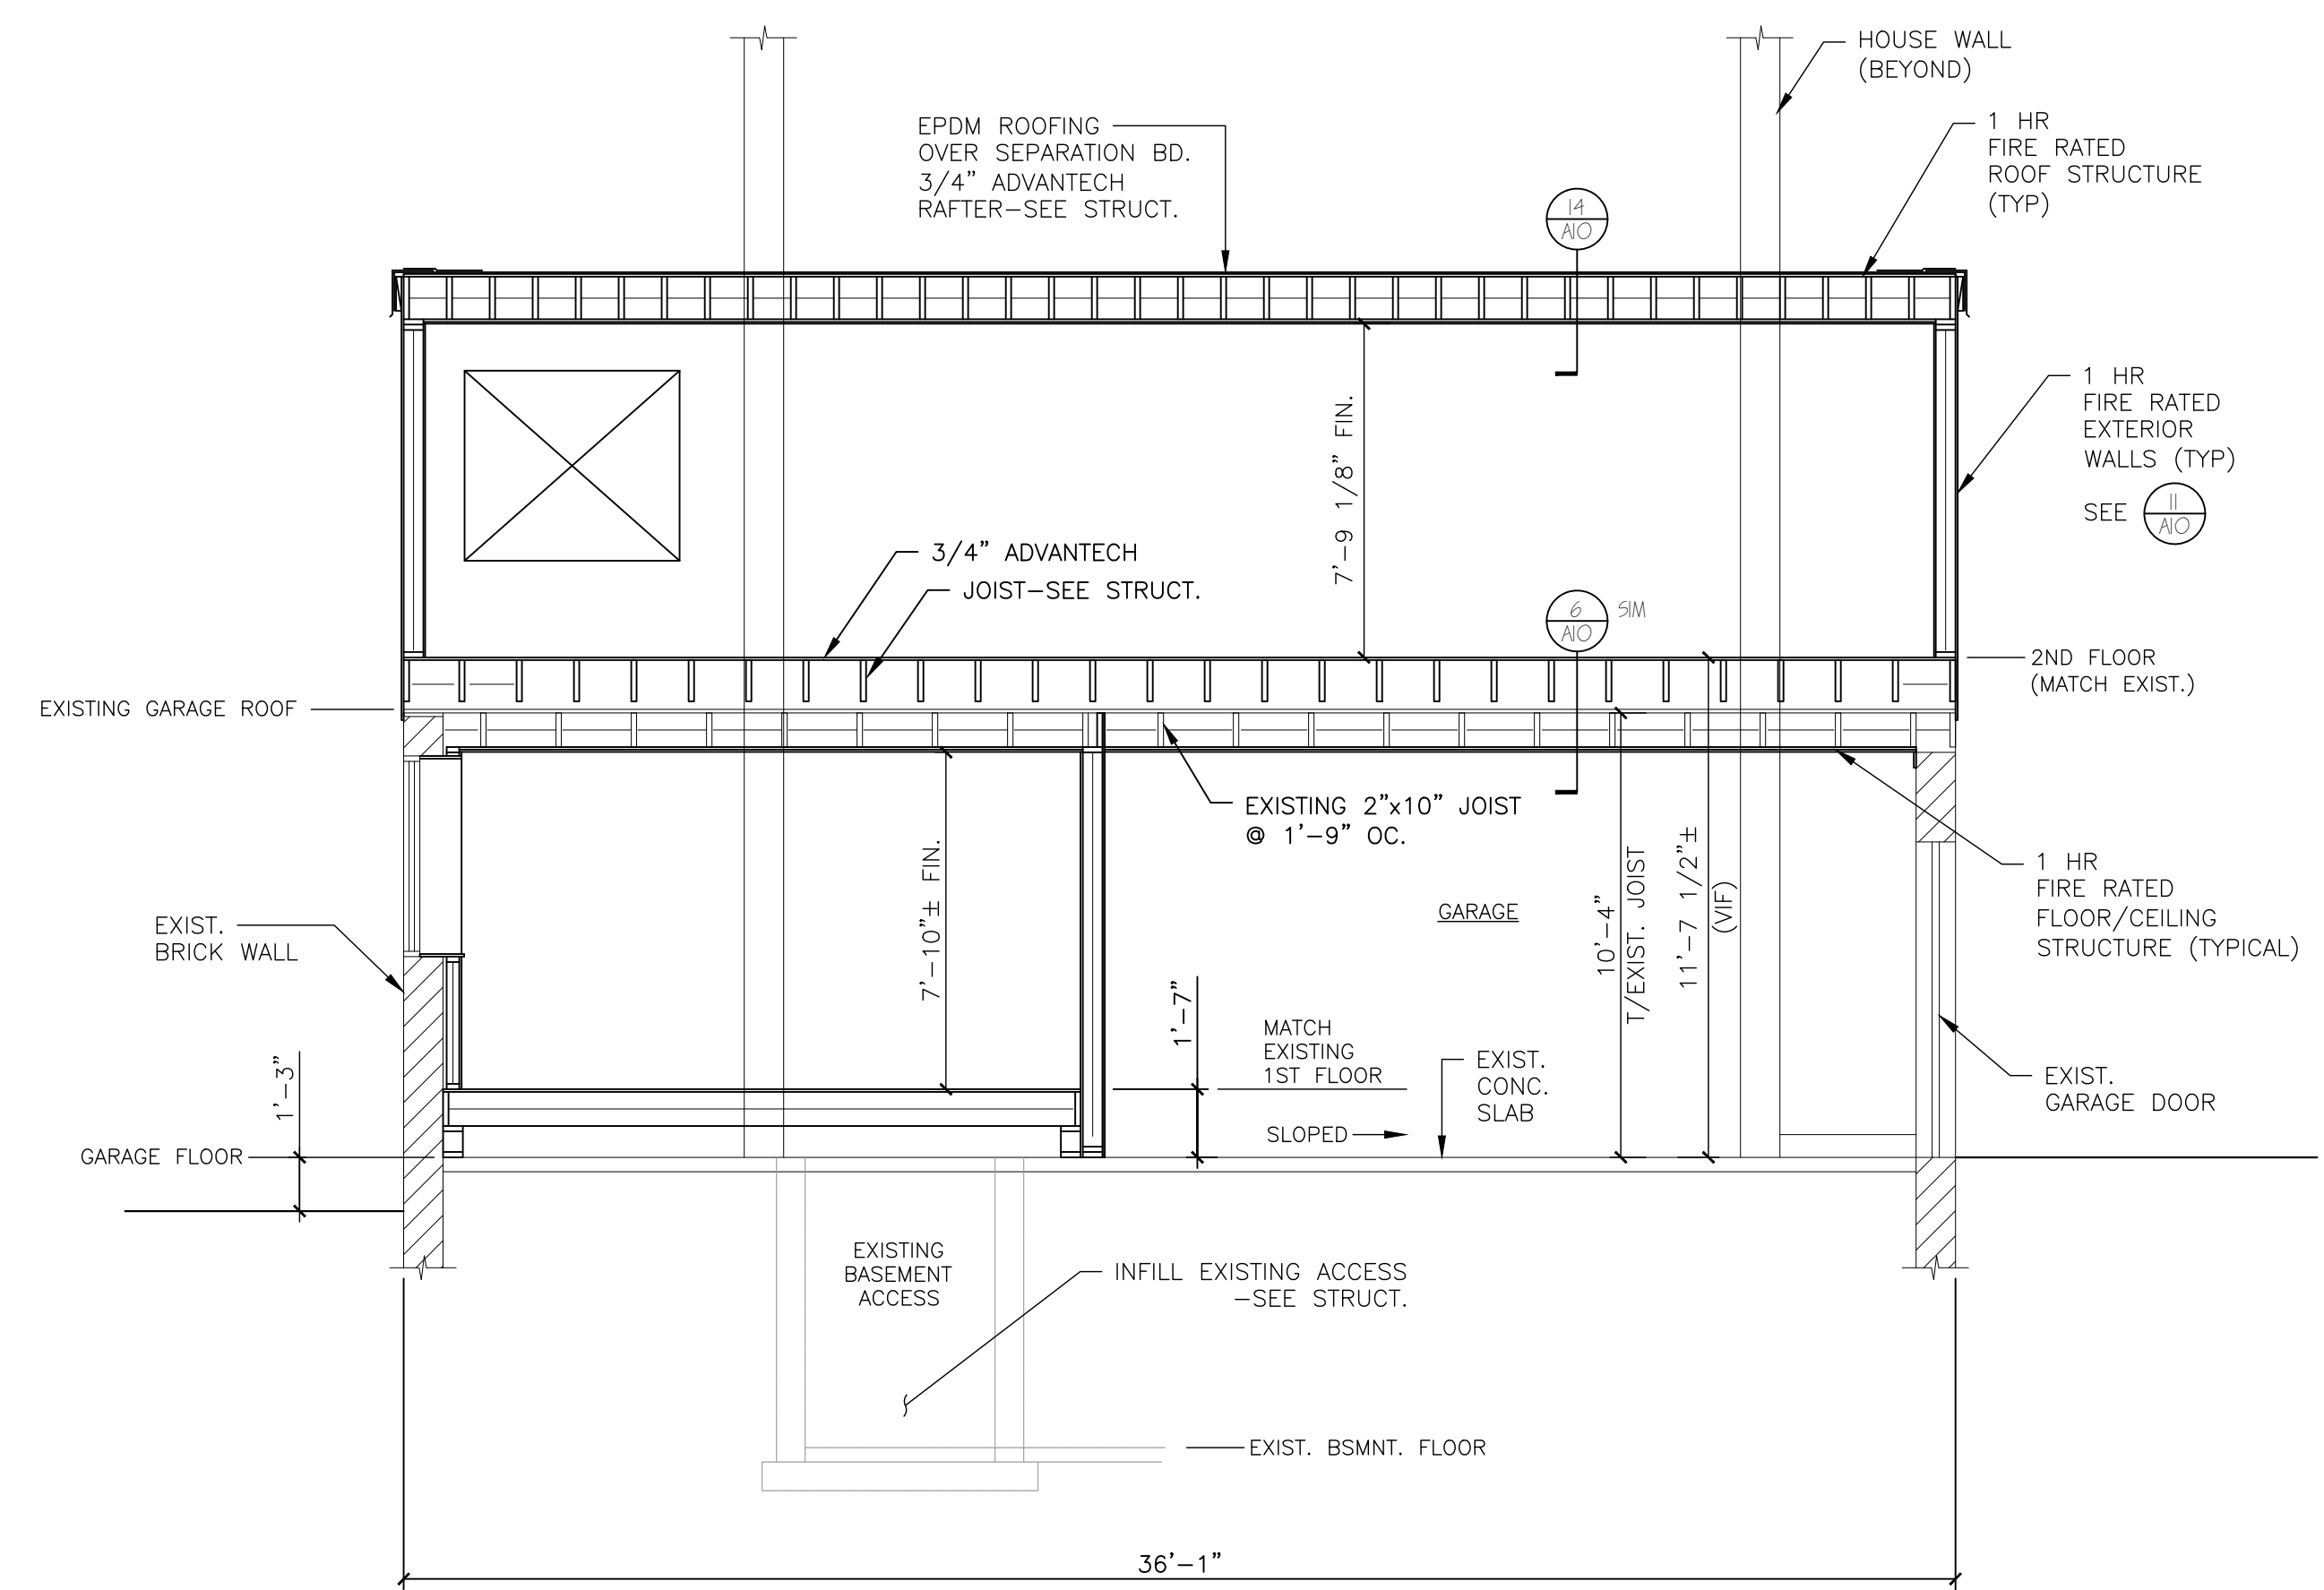 HOUSE WALL
(BEYOND)
EPDM ROOFING
OVER SEPARATION BD.
3/4" ADVANTECH
RAFTER-SEE STRUCT.
1 HR
FIRE RATED
ROOF STRUCTURE
(TYP)
14
A10
1 HR
FIRE RATED
EXTERIOR
WALLS (TYP)
SEE
11
A10
7'-9 1/8" FIN.
3/4" ADVANTECH
JOIST-SEE STRUCT.
6
A10
SIM
2ND FLOOR
(MATCH EXIST.)
EXISTING GARAGE ROOF
EXISTING 2"x10" JOIST
@ 1'-9" OC.
7'-10"± FIN.
10'-4"
T/EXIST. JOIST
11'-7 1/2"±
(VIF)
GARAGE
1 HR
FIRE RATED
FLOOR/CEILING
STRUCTURE (TYPICAL)
EXIST.
BRICK WALL
1'-7"
MATCH
EXISTING
1ST FLOOR
EXIST.
CONC.
SLAB
SLOPED
EXIST.
GARAGE DOOR
1'-3"
GARAGE FLOOR
EXISTING
BASEMENT
ACCESS
INFILL EXISTING ACCESS
-SEE STRUCT.
EXIST. BSMNT. FLOOR
36'-1"